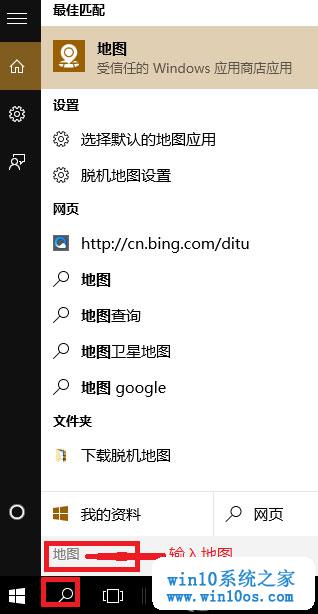 最佳匹配
地图
受信任的 Windows 应用商店应用
设置
选择默认的地图应用
脱机地图设置
网页
http://cn.bing.com/ditu
地图
地图查询
地图卫星地图
地图 google
文件夹
下载脱机地图
我的资料
网页
地图
输入地图
win10系统之家
www.win10os.com